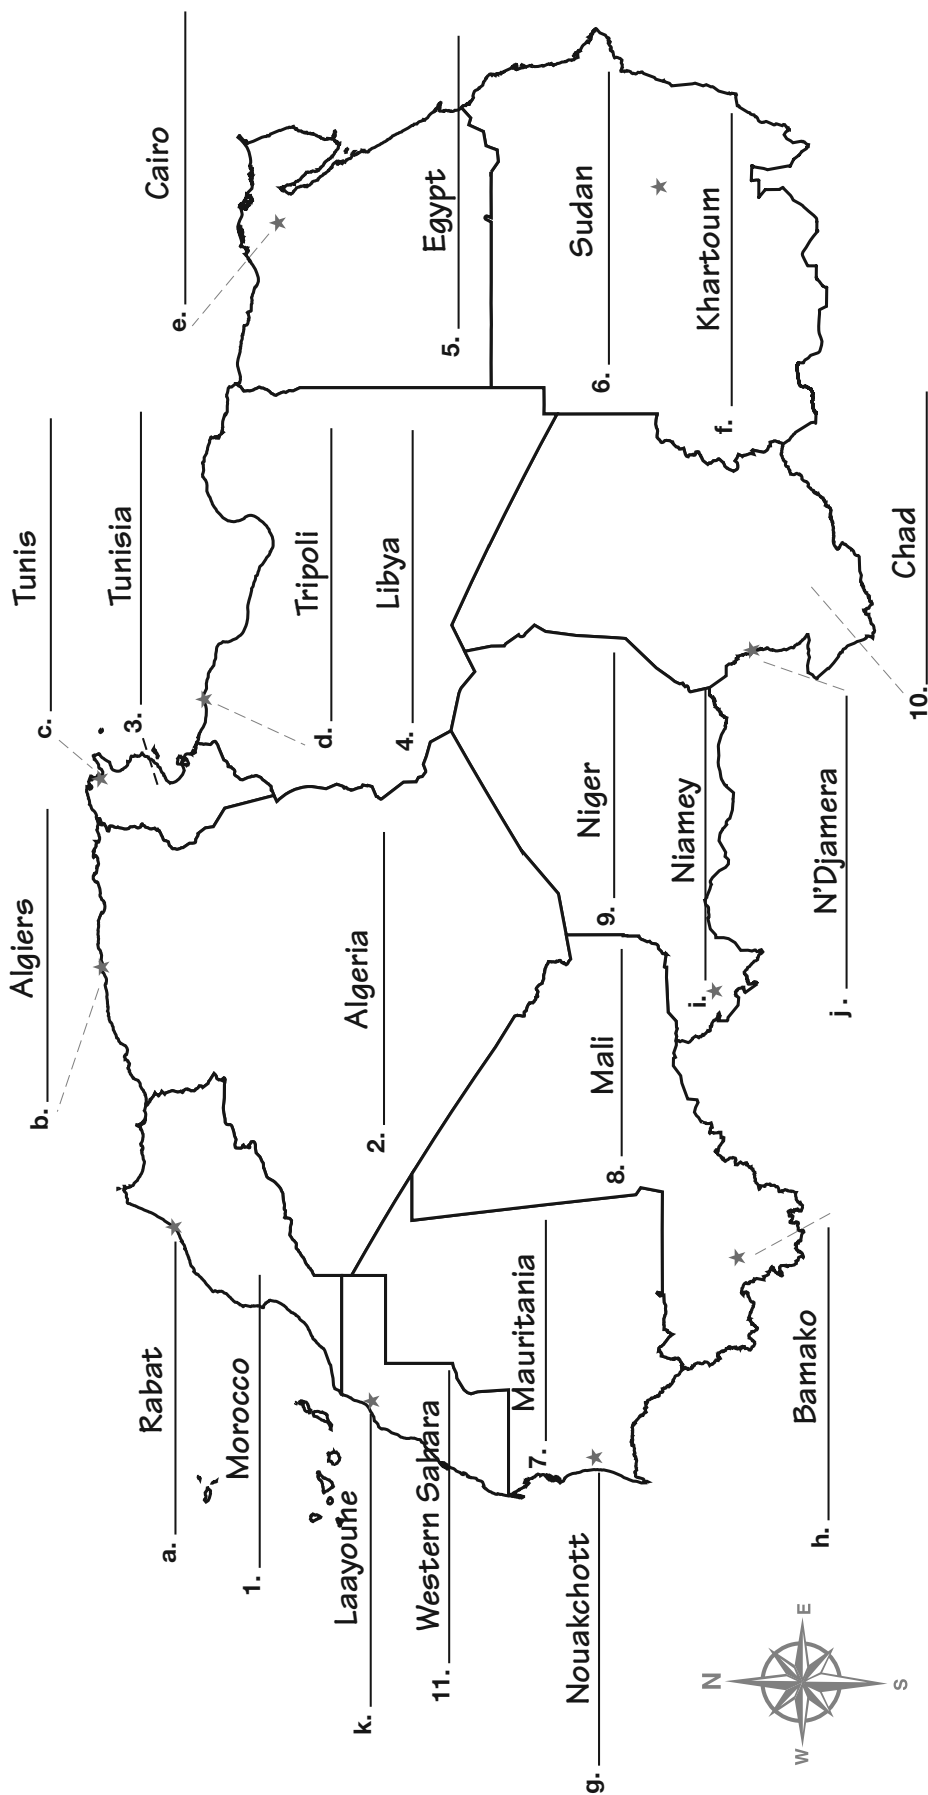 c. Tunis
b. Algiers
3. Tunisia
e. Cairo
a. Rabat
d. Tripoli
1. Morocco
4. Libya
2. Algeria
k. Laayoune
5. Egypt
11. Western Sahara
7. Mauritania
g. Nouakchott
8. Mali
9. Niger
6. Sudan
i. Niamey
f. Khartoum
h. Bamako
j. N'Djamera
10. Chad
N
W
E
S